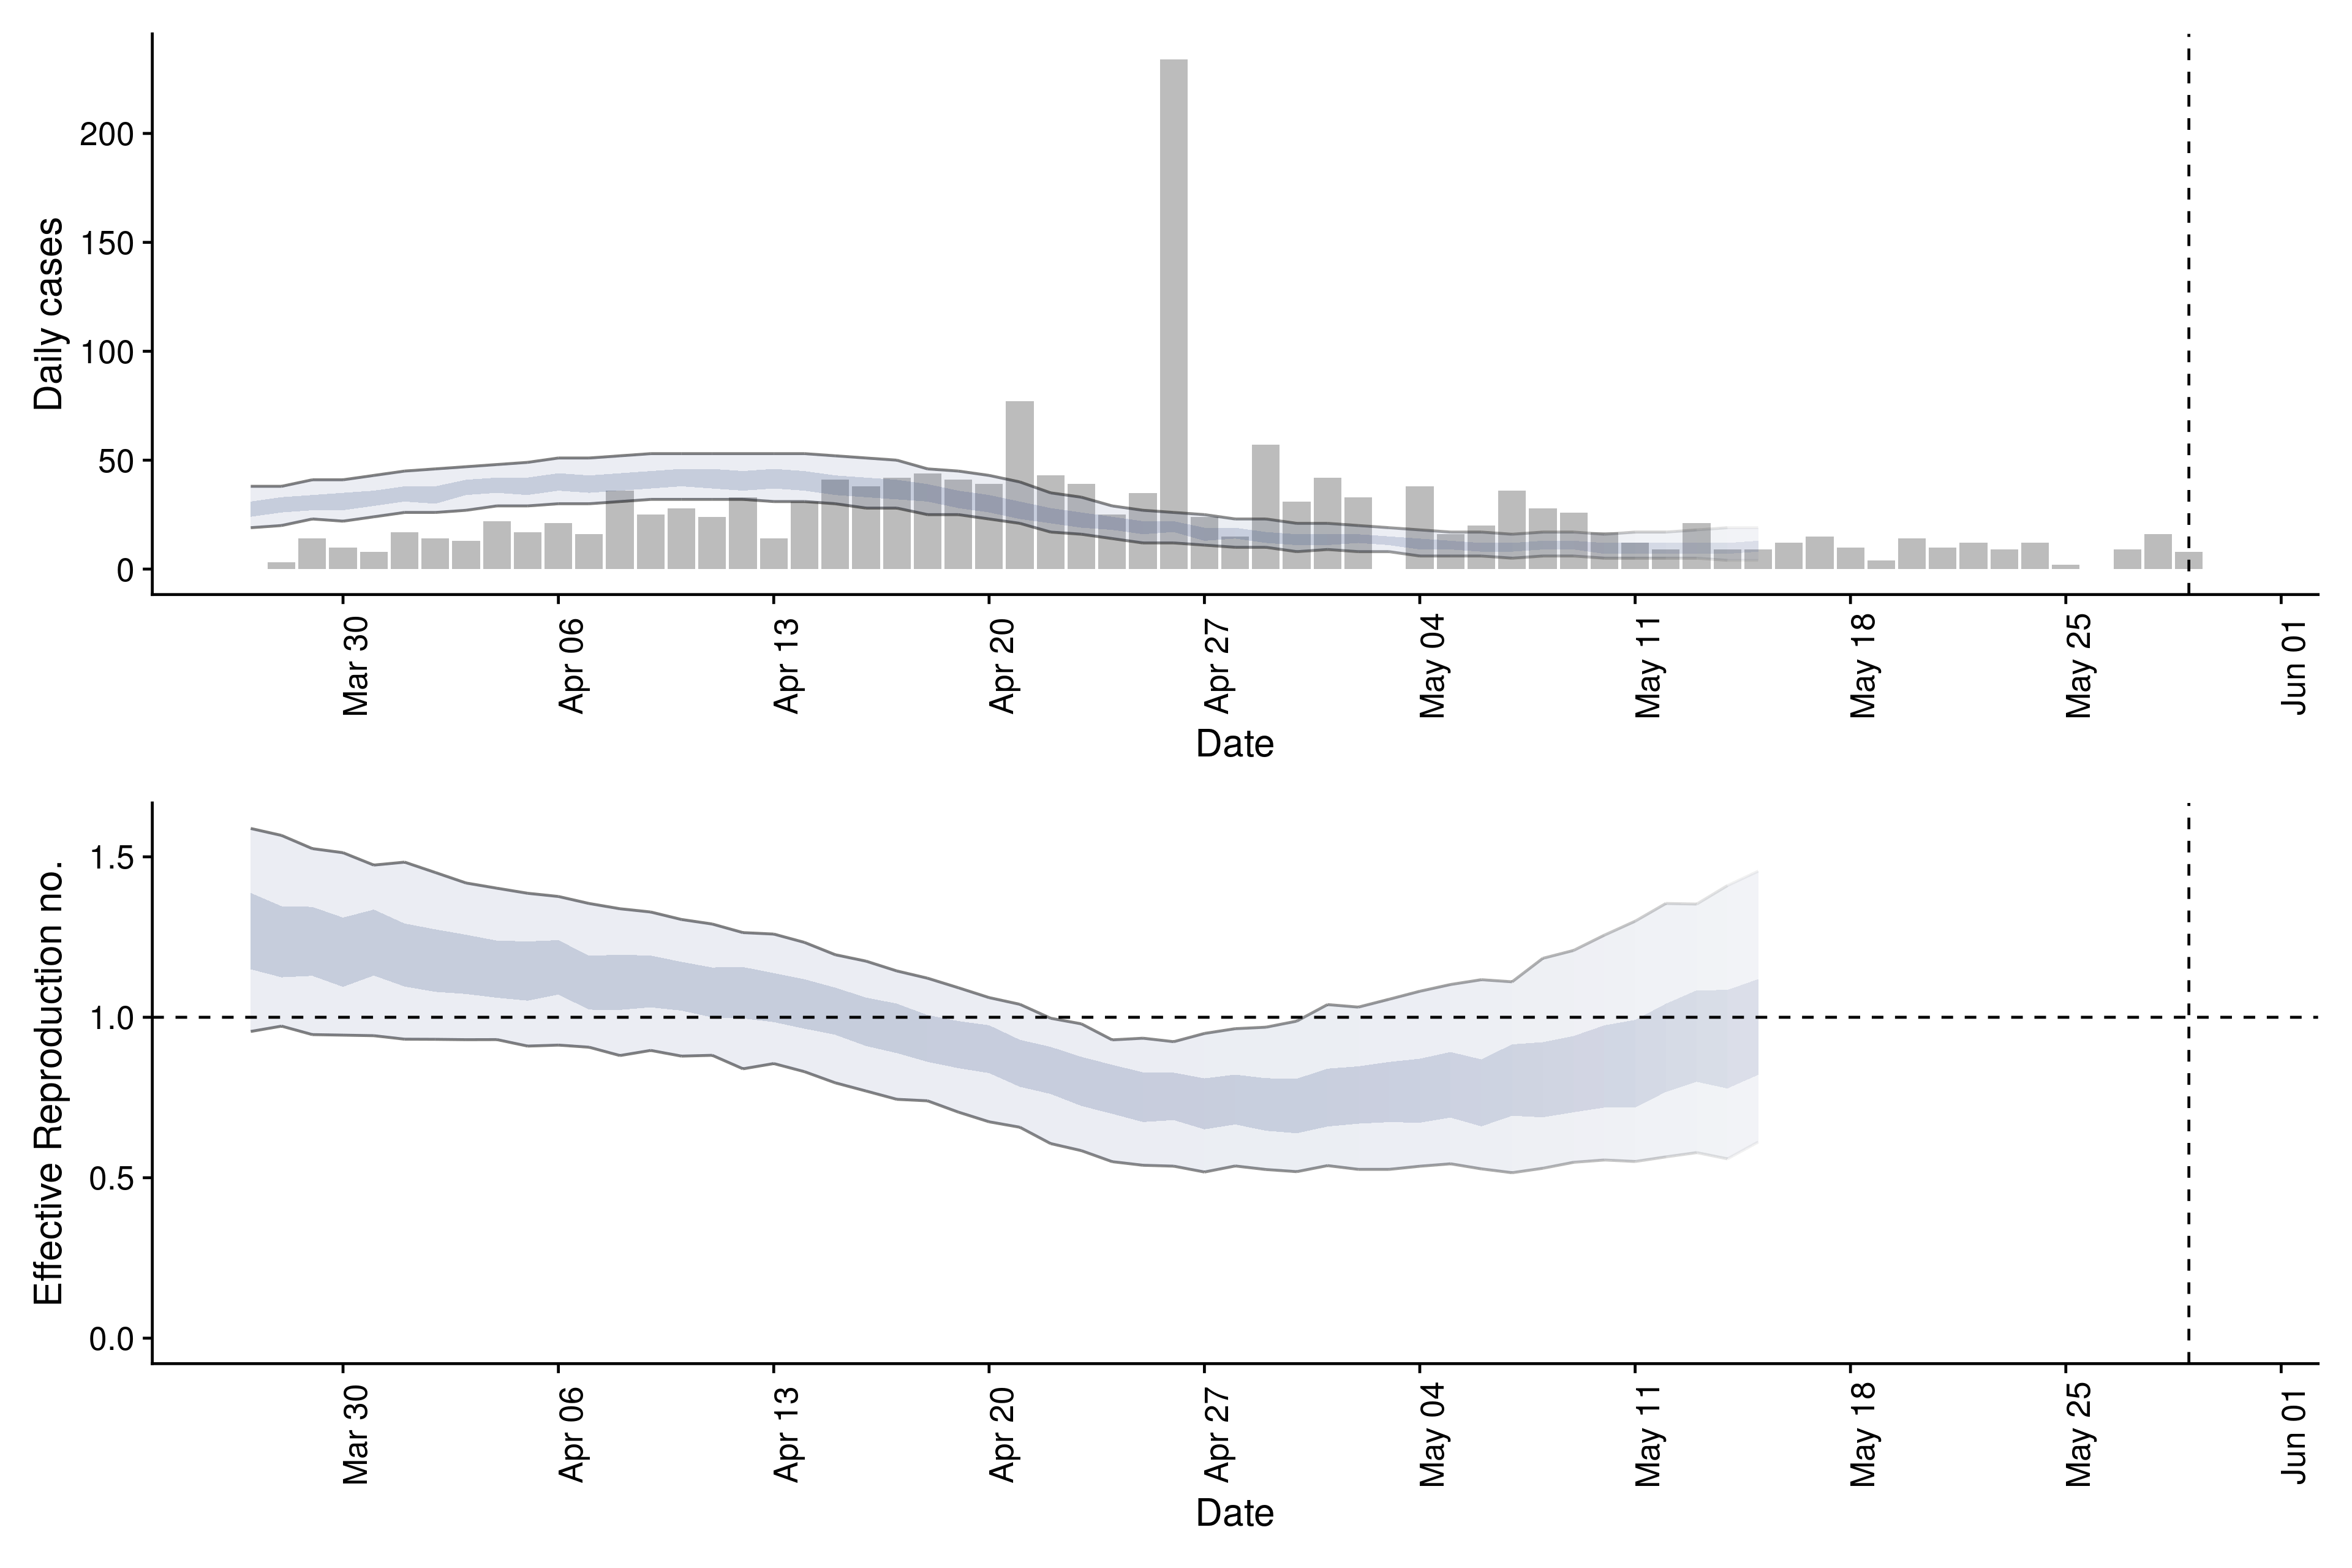 Daily cases
200
150
100
50
0
Mar 30
Apr 06
Apr 13
Apr 20
Apr 27
May 04
May 11
May 18
May 25
Jun 01
Date
Effective Reproduction no.
1.5
1.0
0.5
0.0
Mar 30
Apr 06
Apr 13
Apr 20
Apr 27
May 04
May 11
May 18
May 25
Jun 01
Date